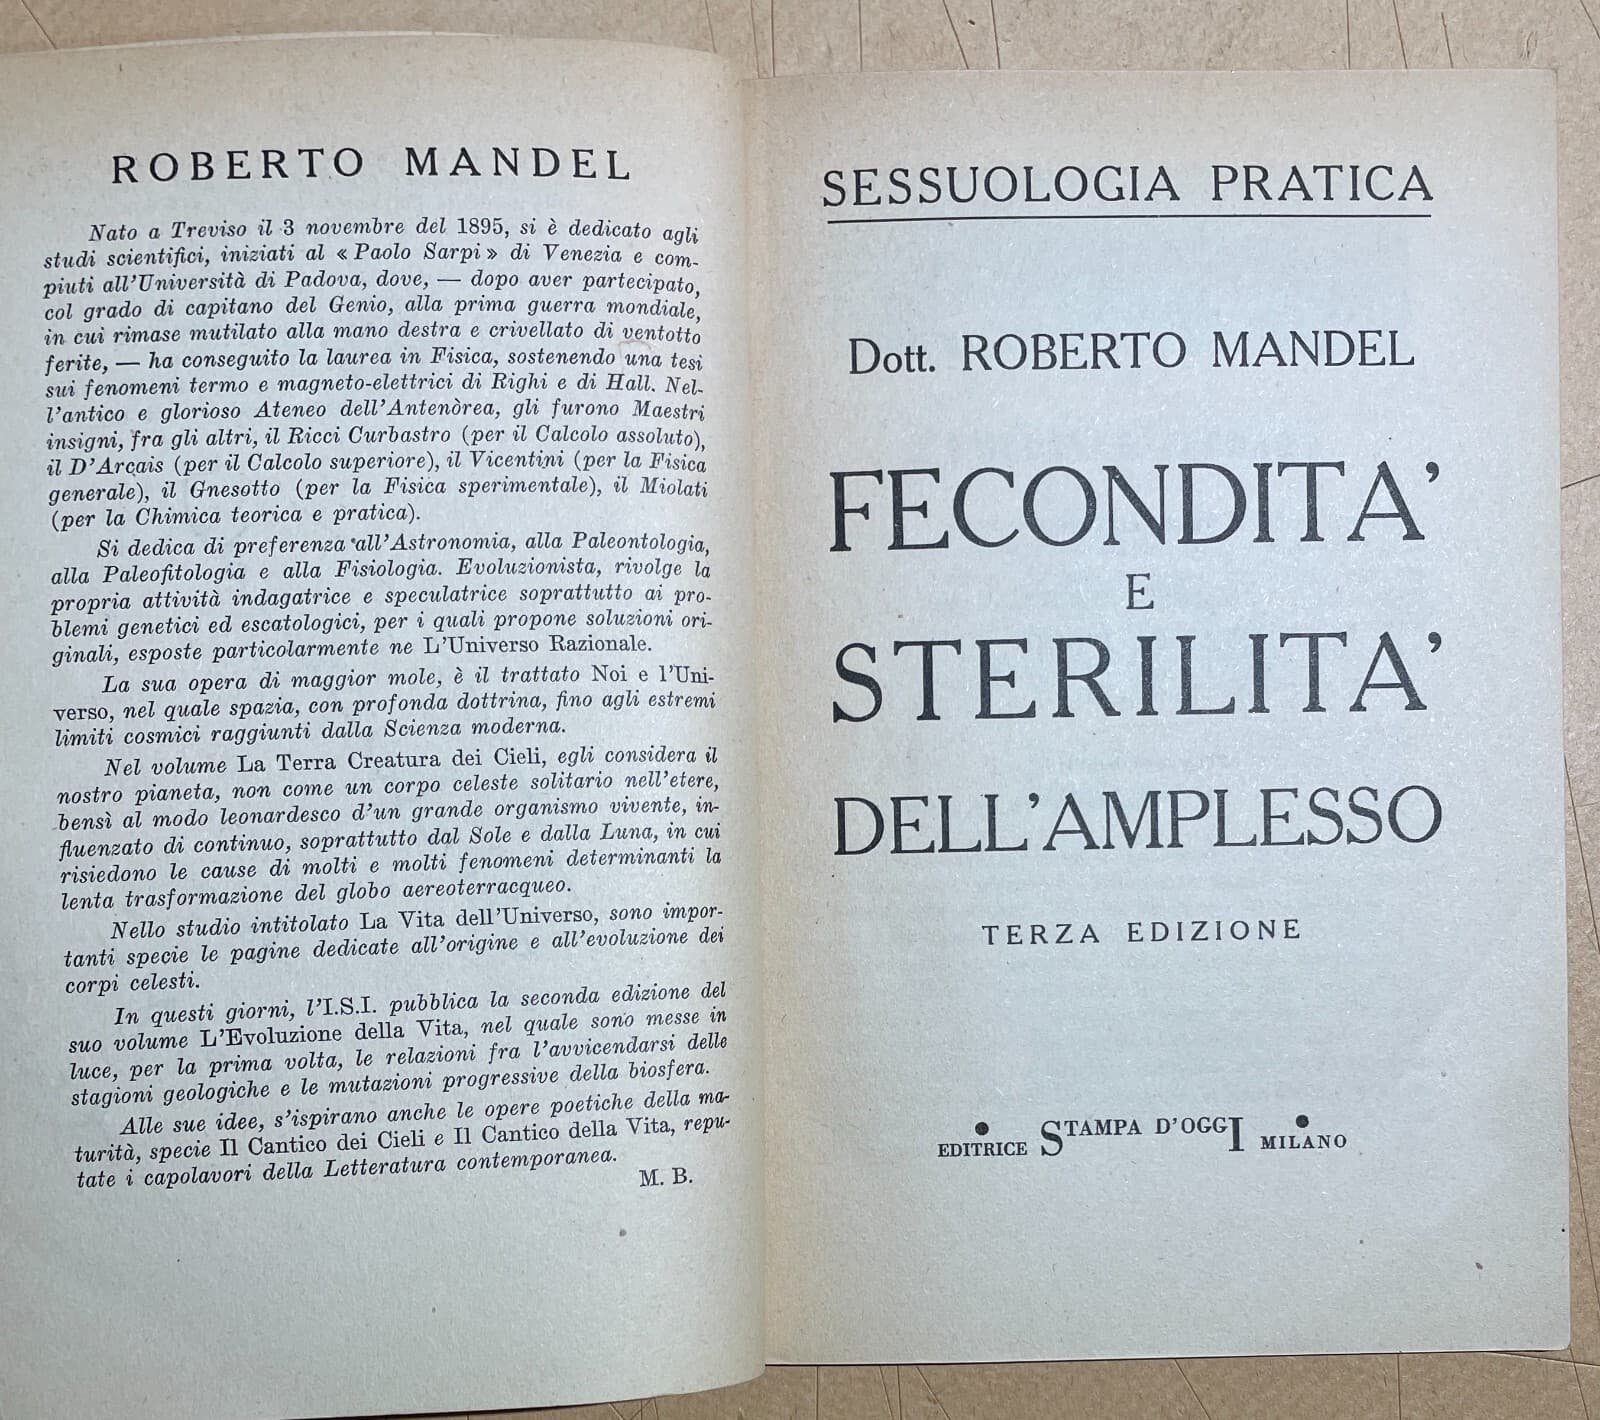 ROBERTO MANDEL
Nato a Treviso il 3 novembre del 1895, si è dedicato agli
studi scientifici, iniziati al « Paolo Sarpi » di Venezia e com-
piuti all'Università di Padova, dove, — dopo aver partecipato,
col grado di capitano del Genio, alla prima guerra mondiale,
in cui rimase mutilato alla mano destra e crivellato di ventotto
ferite, — ha conseguito la laurea in Fisica, sostenendo una tesi
sui fenomeni termo e magneto-elettrici di Righi e di Hall. Nel-
l'antico e glorioso Ateneo dell'Antenòrea, gli furono Maestri
insigni, fra gli altri, il Ricci Curbastro (per il Calcolo assoluto),
il D'Arcais (per il Calcolo superiore), il Vicentini (per la Fisica
generale), il Gnesotto (per la Fisica sperimentale), il Miolati
(per la Chimica teorica e pratica).
Si dedica di preferenza all'Astronomia, alla Paleontologia,
alla Paleofitologia e alla Fisiologia. Evoluzionista, rivolge la
propria attività indagatrice e speculatrice soprattutto ai pro-
blemi genetici ed escatologici, per i quali propone soluzioni ori-
ginali, esposte particolarmente ne L'Universo Razionale.
La sua opera di maggior mole, è il trattato Noi e l'Uni-
verso, nel quale spazia, con profonda dottrina, fino agli estremi
limiti cosmici raggiunti dalla Scienza moderna.
Nel volume La Terra Creatura dei Cieli, egli considera il
nostro pianeta, non come un corpo celeste solitario nell'etere,
bensì al modo leonardesco d'un grande organismo vivente, in-
fluenzato di continuo, soprattutto dal Sole e dalla Luna, in cui
risiedono le cause di molti e molti fenomeni determinanti la
lenta trasformazione del globo aereoterracqueo.
Nello studio intitolato La Vita dell'Universo, sono impor-
tanti specie le pagine dedicate all'origine e all'evoluzione dei
corpi celesti.
In questi giorni, l'I.S.I. pubblica la seconda edizione del
suo volume L'Evoluzione della Vita, nel quale sono messe in
luce, per la prima volta, le relazioni fra l'avvicendarsi delle
stagioni geologiche e le mutazioni progressive della biosfera.
Alle sue idee, s'ispirano anche le opere poetiche della ma-
turità, specie Il Cantico dei Cieli e Il Cantico della Vita, repu-
tate i capolavori della Letteratura contemporanea.
M. B.
SESSUOLOGIA PRATICA
Dott. ROBERTO MANDEL
FECONDITA'
E
STERILITA'
DELL'AMPLESSO
TERZA EDIZIONE
EDITRICE STAMPA D'OGGI MILANO